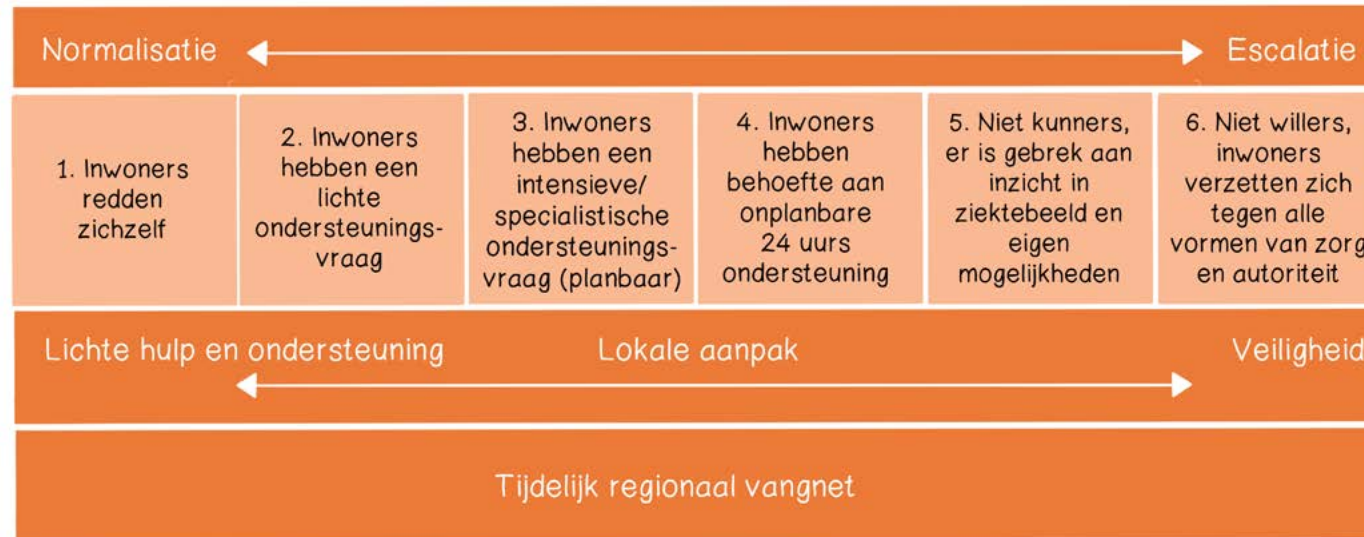 Normalisatie
Escalatie
1. Inwoners
redden
zichzelf
2. Inwoners
hebben een
lichte
ondersteunings-
vraag
3. Inwoners
hebben een
intensieve/
specialistische
ondersteunings-
vraag (planbaar)
4. Inwoners
hebben
behoefte aan
onplanbare
24 uurs
ondersteuning
5. Niet kunners,
er is gebrek aan
inzicht in
ziektebeeld en
eigen
mogelijkheden
6. Niet willers,
inwoners
verzetten zich
tegen alle
vormen van zorg
en autoriteit
Lichte hulp en ondersteuning
Lokale aanpak
Veiligheid
Tijdelijk regionaal vangnet